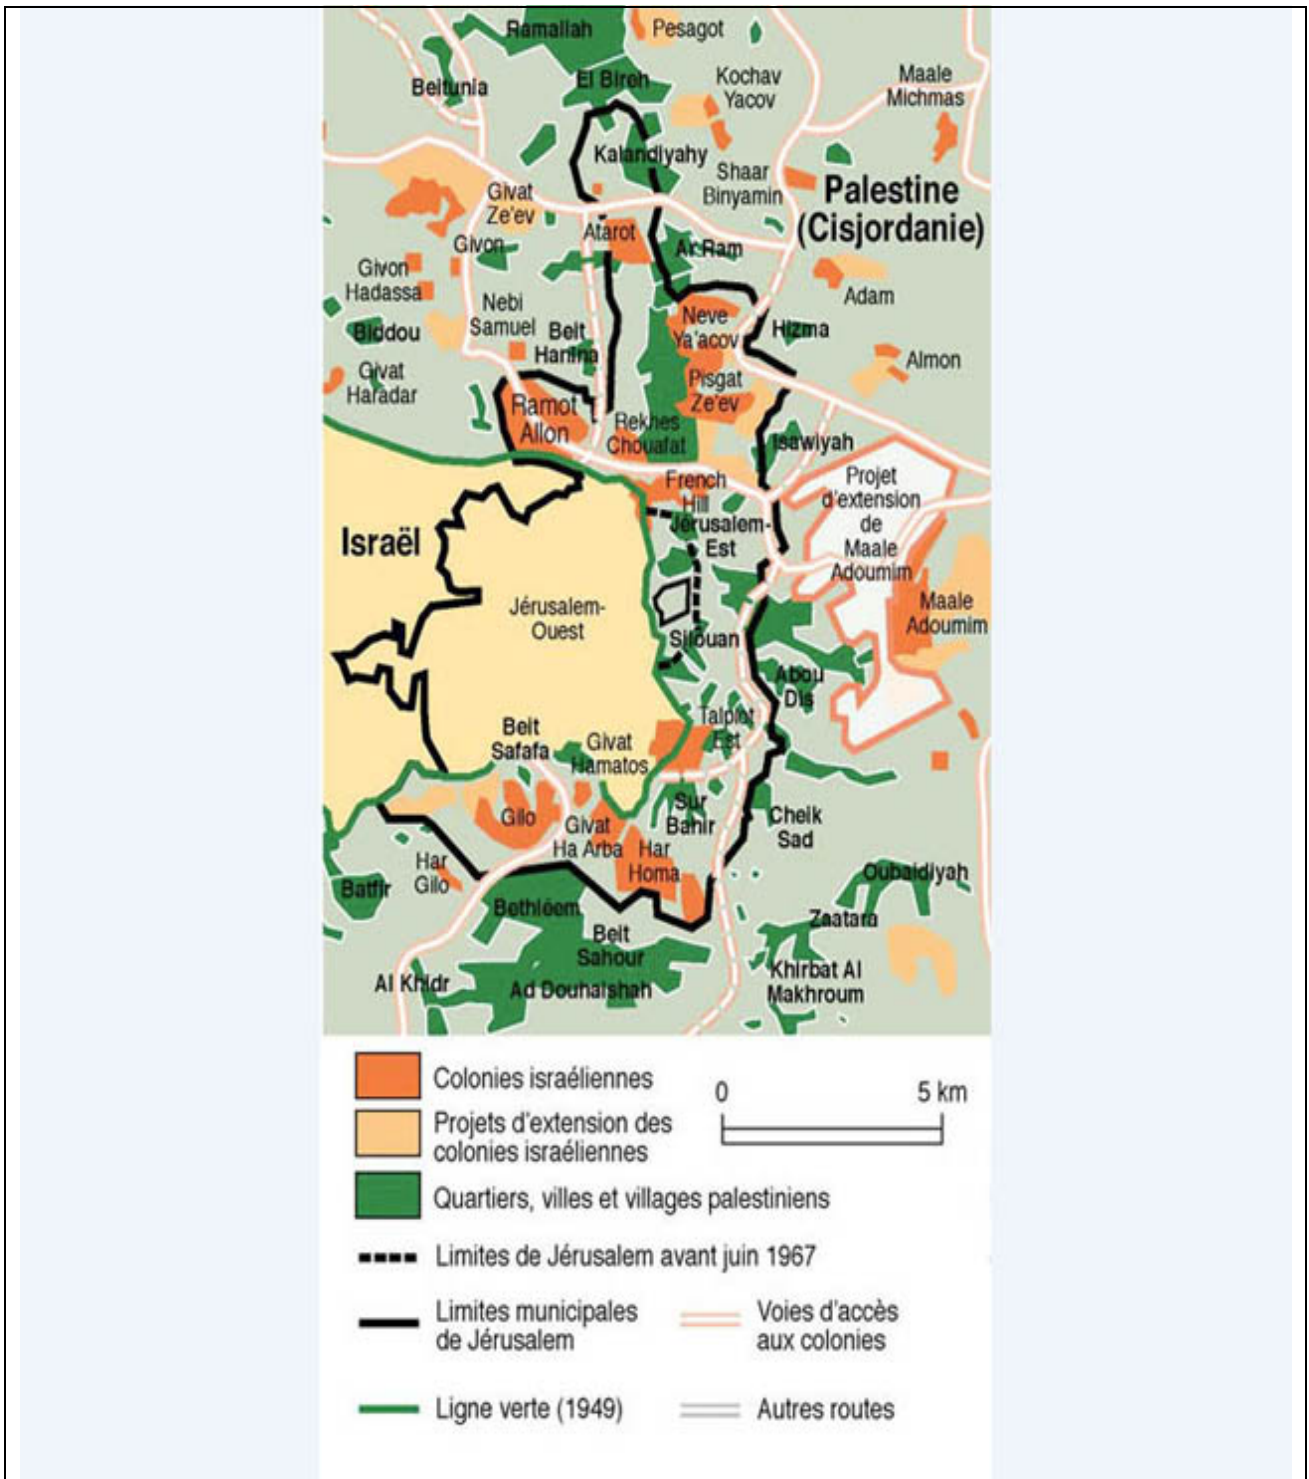 Ramallah
Pesagot
El Bireh
Beitunia
Kochav
Yacov
Maale
Michmas
Kalandiyahy
Shaar
Binyamin
Palestine
(Cisjordanie)
Givat
Ze'ev
Givon
Atarot
Ar Ram
Givon
Hadassa
Adam
Nebi
Samuel
Neve
Ya'acov
Biddou
Beit
Hanina
Hizma
Almon
Givat
Haradar
Pisgat
Ze'ev
Ramot
Allon
Rekhes
Chouafat
Isawiyah
French
Hill
Projet
d'extension
de
Maale
Adoumim
Jérusalem-
Est
Israël
Jérusalem-
Ouest
Maale
Adoumim
Silouan
Abou
Dis
Talpiot
Est
Beit
Safafa
Givat
Hamatos
Sur
Bahir
Cheik
Sad
Gilo
Givat
Ha Arba
Har
Homa
Har
Gilo
Batfir
Oubaidiyah
Bethléem
Zaatara
Beit
Sahour
Al Khidr
Ad Douhaishah
Khirbat Al
Makhroum
Colonies israéliennes
0 5 km
Projets d'extension des
colonies israéliennes
Quartiers, villes et villages palestiniens
Limites de Jérusalem avant juin 1967
Limites municipales
de Jérusalem
Voies d'accès
aux colonies
Ligne verte (1949)
Autres routes